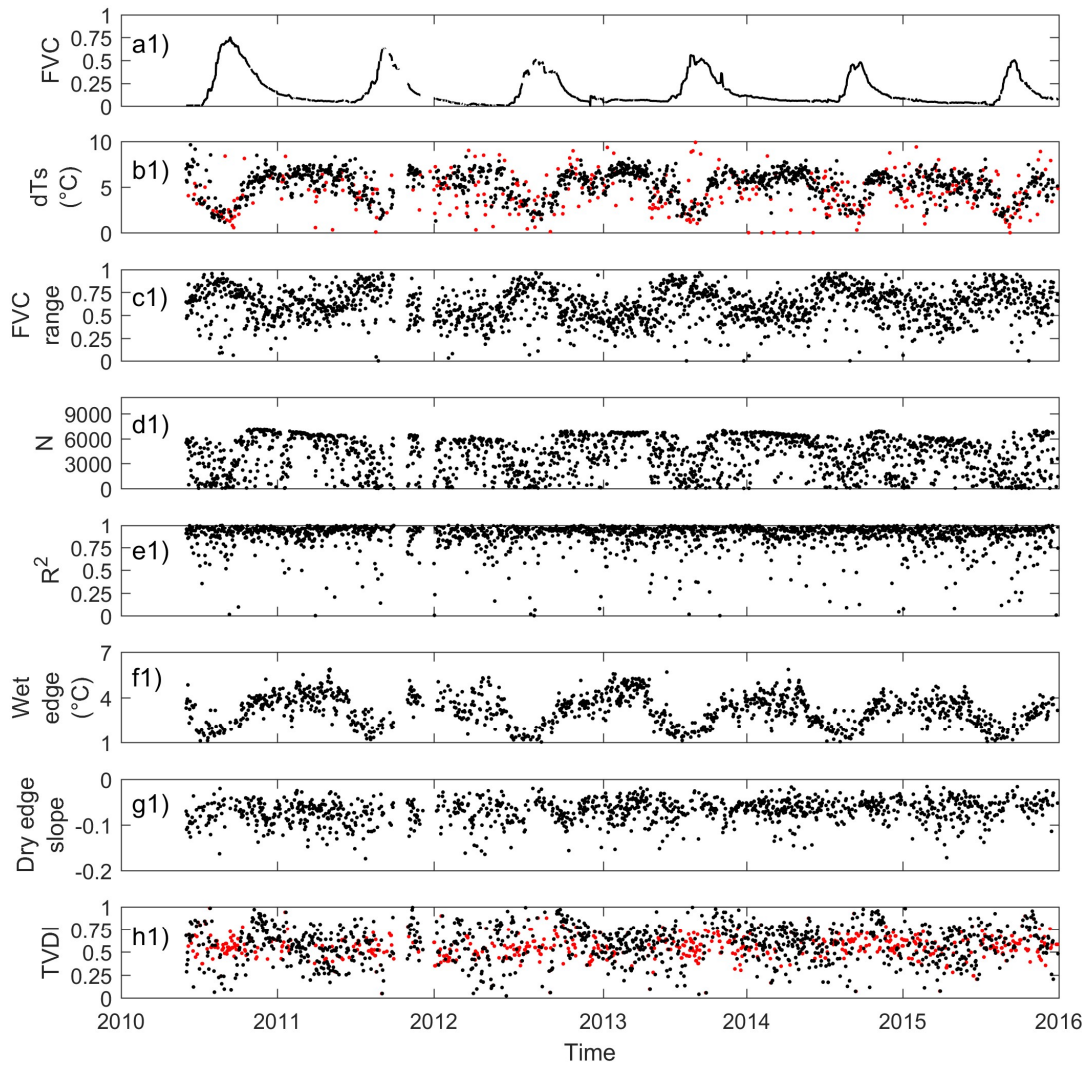 1
0.75
0.5
0.25
0
FVC
a1)
10
5
0
dTs
(°C)
b1)
1
0.75
0.5
0.25
0
FVC
range
c1)
9000
6000
3000
0
N
d1)
1
0.75
0.5
0.25
0
R²
e1)
7
4
1
Wet
edge
(°C)
f1)
0
-0.1
-0.2
Dry edge
slope
g1)
1
0.75
0.5
0.25
0
TVDI
h1)
2010 2011 2012 2013 2014 2015 2016
Time